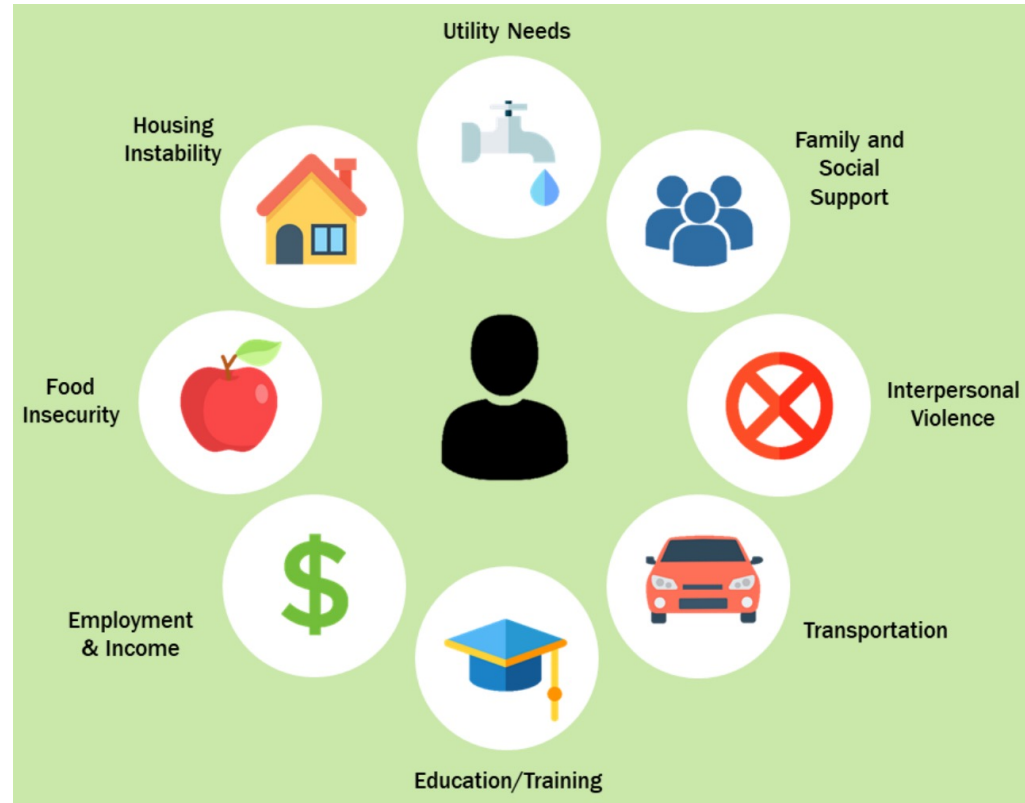 Utility Needs
Housing
Instability
Family and
Social
Support
Food
Insecurity
Interpersonal
Violence
Employment
& Income
Transportation
Education/Training